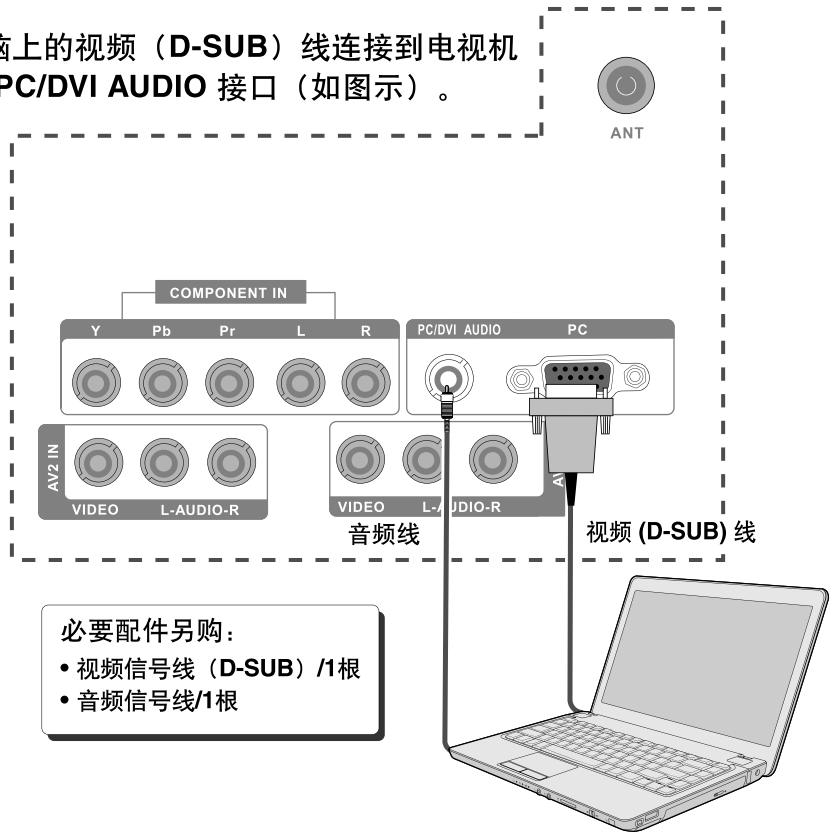 脑上的视频（D-SUB）线连接到电视机
PC/DVI AUDIO 接口（如图示）。
ANT
COMPONENT IN
Y Pb Pr L R
PC/DVI AUDIO PC
AV2 IN
VIDEO L-AUDIO-R
VIDEO L-AUDIO-R
音频线
视频 (D-SUB) 线
必要配件另购：
• 视频信号线（D-SUB）/1根
• 音频信号线/1根